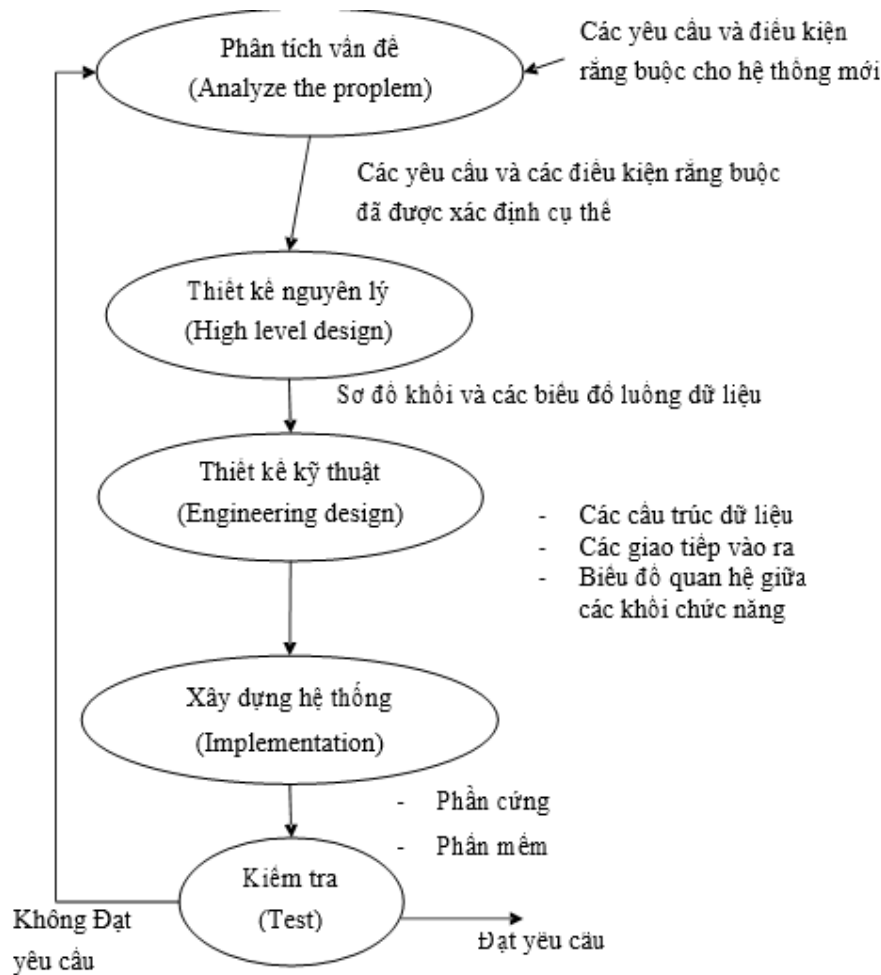 Phân tích vấn đề
(Analyze the proplem)
Các yêu cầu và điều kiện
rằng buộc cho hệ thống mới
Các yêu cầu và các điều kiện rằng buộc
đã được xác định cụ thể
Thiết kế nguyên lý
(High level design)
Sơ đồ khối và các biểu đồ luồng dữ liệu
Thiết kế kỹ thuật
(Engineering design)
- Các cấu trúc dữ liệu
- Các giao tiếp vào ra
- Biểu đồ quan hệ giữa
các khối chức năng
Xây dựng hệ thống
(Implementation)
- Phần cứng
- Phần mềm
Kiểm tra
(Test)
Không Đạt
yêu cầu
Đạt yêu cầu